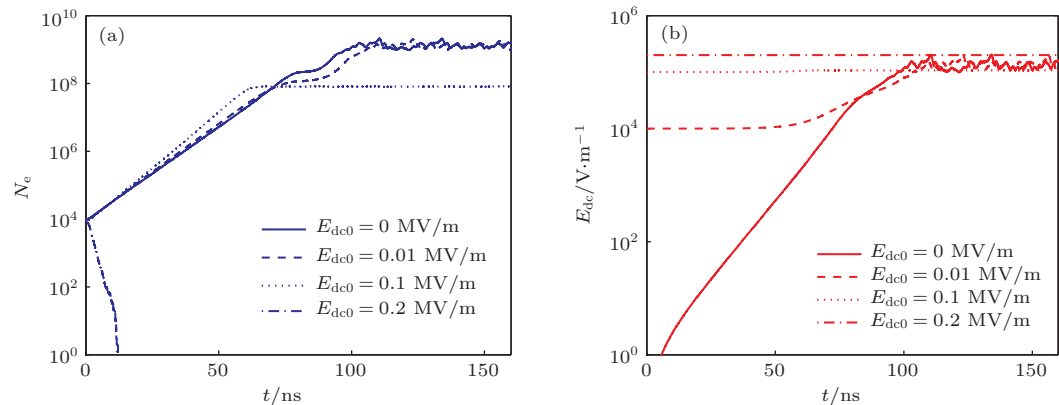 (a)
10^10
10^8
10^6
10^4
10^2
10^0
N_e
E_dc0 = 0 MV/m
E_dc0 = 0.01 MV/m
E_dc0 = 0.1 MV/m
E_dc0 = 0.2 MV/m
0 50 100 150
t/ns
(b)
10^6
10^4
10^2
10^0
E_dc/V·m^−1
E_dc0 = 0 MV/m
E_dc0 = 0.01 MV/m
E_dc0 = 0.1 MV/m
E_dc0 = 0.2 MV/m
0 50 100 150
t/ns